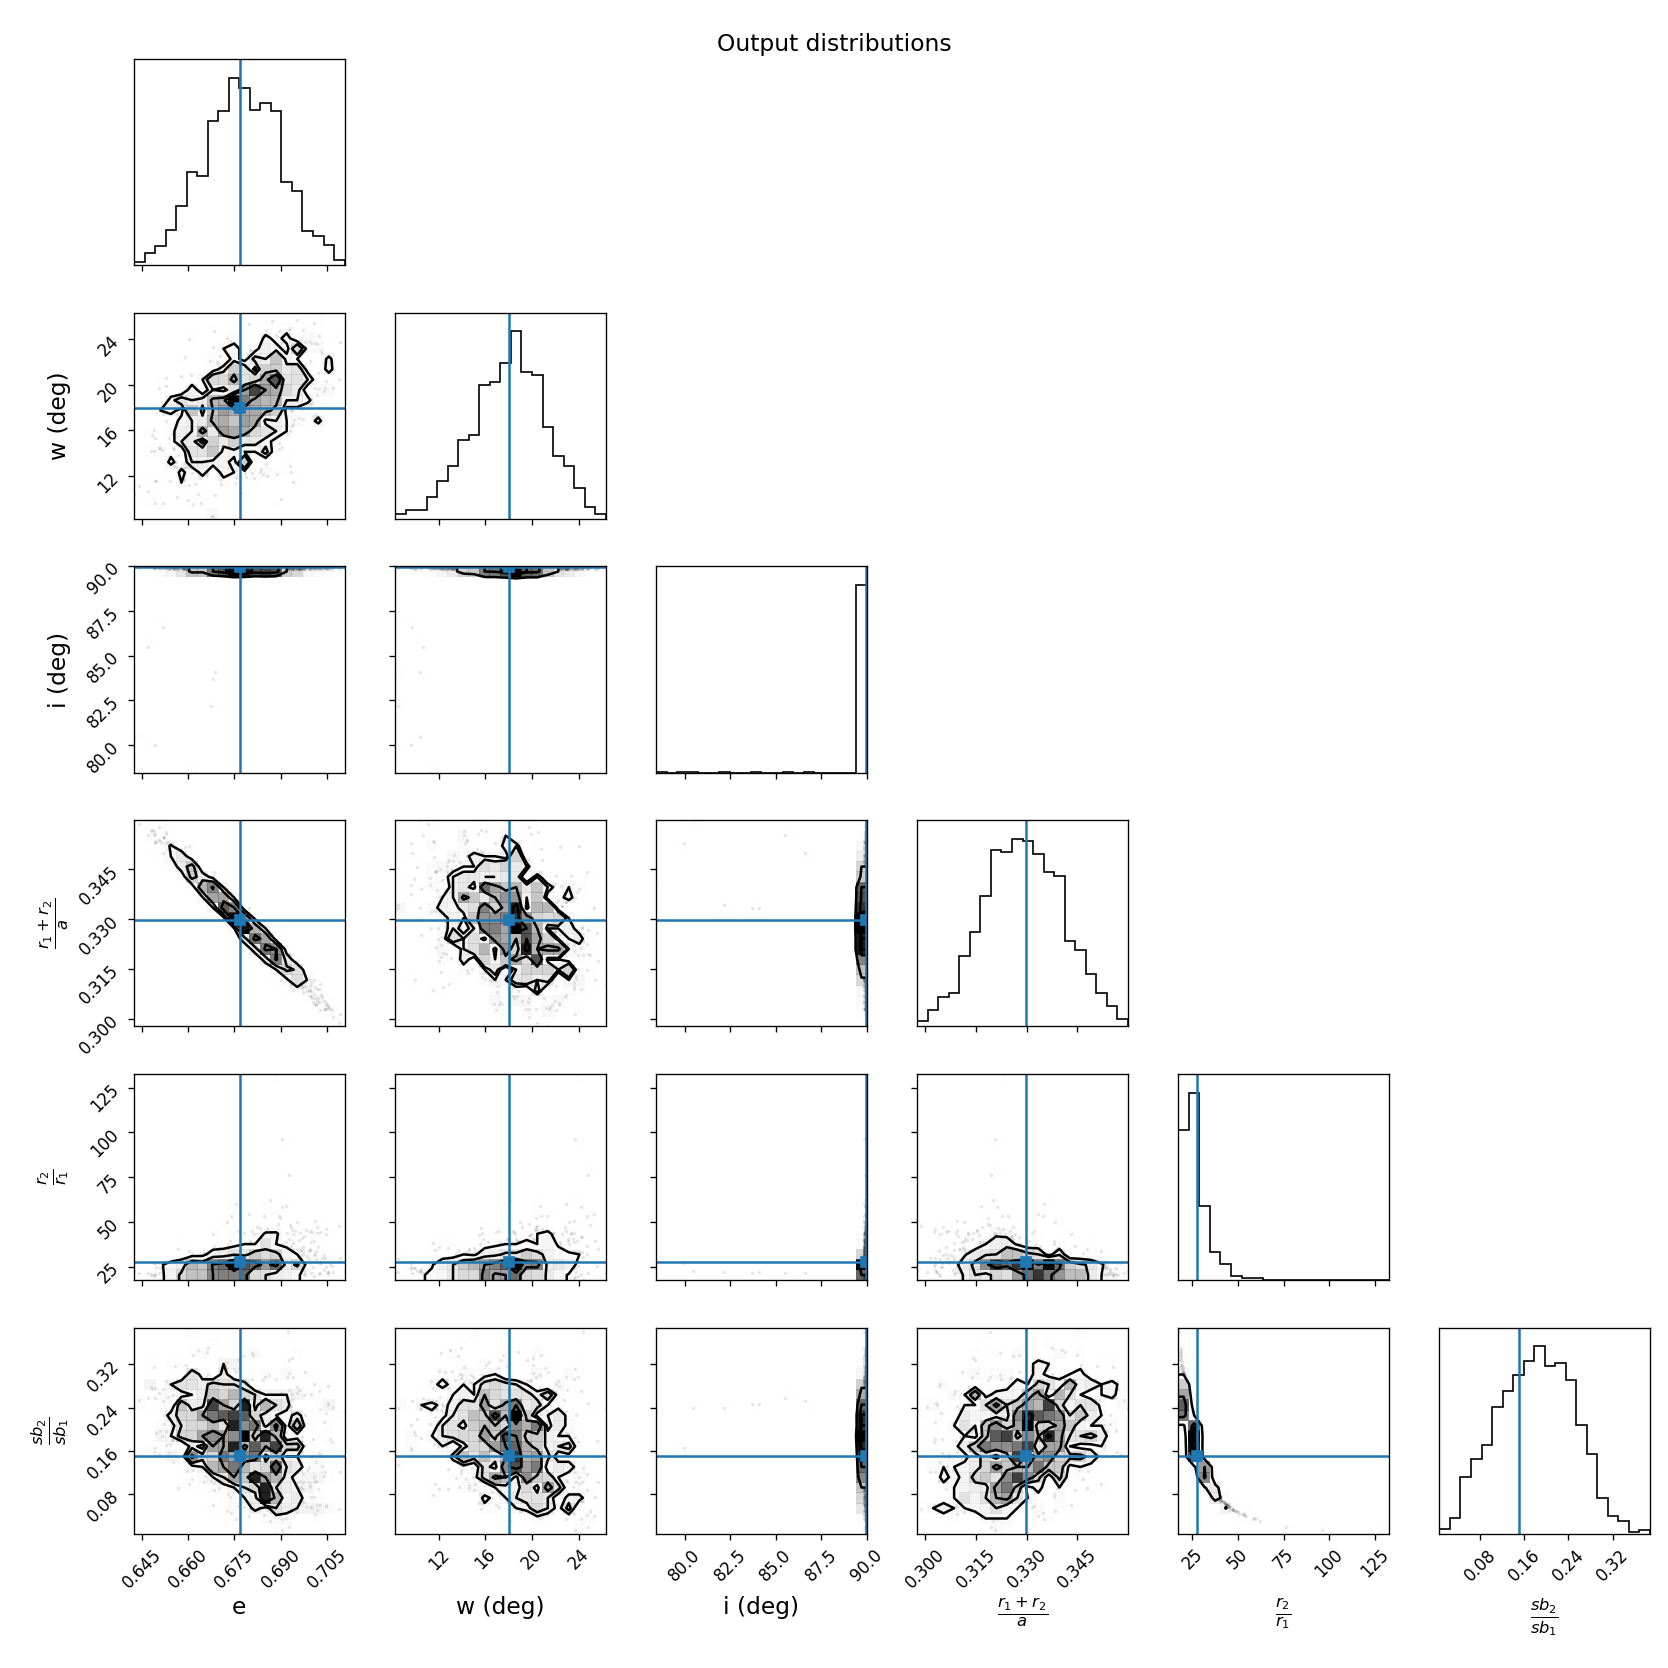 Output distributions
24
20
16
12
w (deg)
90.0
87.5
85.0
82.5
80.0
i (deg)
0.345
0.330
0.315
0.300
r₁ + r₂
a
125
100
75
50
25
r₂
r₁
0.32
0.24
0.16
0.08
sb₂
sb₁
0.645 0.660 0.675 0.690 0.705
12 16 20 24
80.0 82.5 85.0 87.5 90.0
0.300 0.315 0.330 0.345
25 50 75 100 125
0.08 0.16 0.24 0.32
e
w (deg)
i (deg)
r₁ + r₂
a
r₂
r₁
sb₂
sb₁